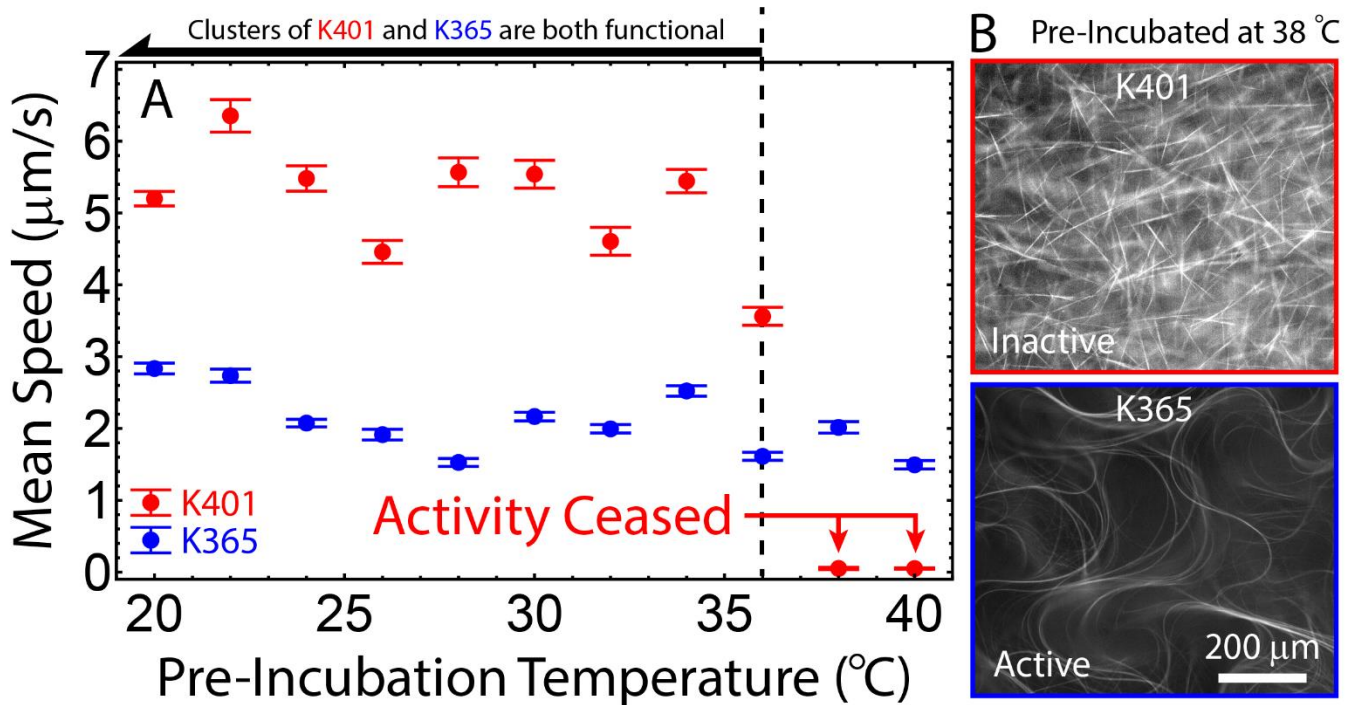 Clusters of K401 and K365 are both functional
A
7
6
5
4
3
2
1
0
Mean Speed (μm/s)
K401
K365
Activity Ceased
20 25 30 35 40
Pre-Incubation Temperature (℃)
B Pre-Incubated at 38 ℃
K401
Inactive
K365
Active
200 μm